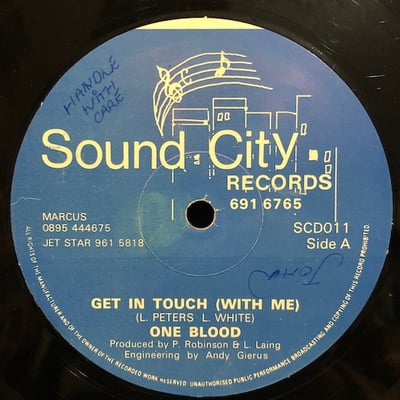 HANDLE
WITH
CARE
Sound City.
RECORDS
691 6765
MARCUS
0895 444675
JET STAR 961 5818
SCD011
Side A
GET IN TOUCH (WITH ME)
(L. PETERS L. WHITE)
ONE BLOOD
Produced by P. Robinson & L. Laing
Engineering by Andy Gierus
ALL RIGHTS OF THE MANUFACTURER AND OF THE OWNER OF THE RECORDED WORK RESERVED UNAUTHORISED PUBLIC PERFORMANCE BROADCASTING AND COPYING OF THIS RECORD PROHIBITED.